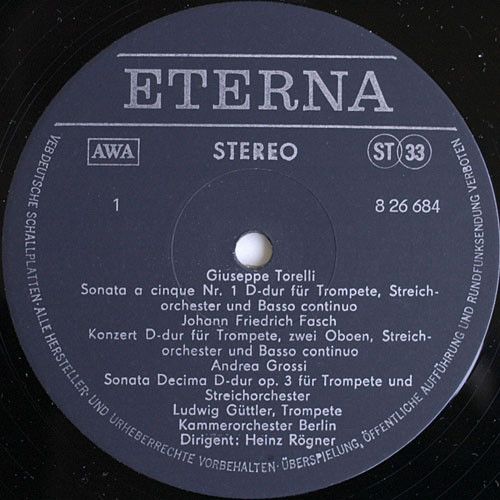 ETERNA
AWA
STEREO
ST 33
1
8 26 684
Giuseppe Torelli
Sonata a cinque Nr. 1 D-dur für Trompete, Streich-
orchester und Basso continuo
Johann Friedrich Fasch
Konzert D-dur für Trompete, zwei Oboen, Streich-
orchester und Basso continuo
Andrea Grossi
Sonata Decima D-dur op. 3 für Trompete und
Streichorchester
Ludwig Güttler, Trompete
Kammerorchester Berlin
Dirigent: Heinz Rögner
VEB DEUTSCHE SCHALLPLATTEN · ALLE HERSTELLER- UND URHEBERRECHTE VORBEHALTEN · ÜBERSPIELUNG, ÖFFENTLICHE AUFFÜHRUNG UND RUNDFUNKSENDUNG VERBOTEN